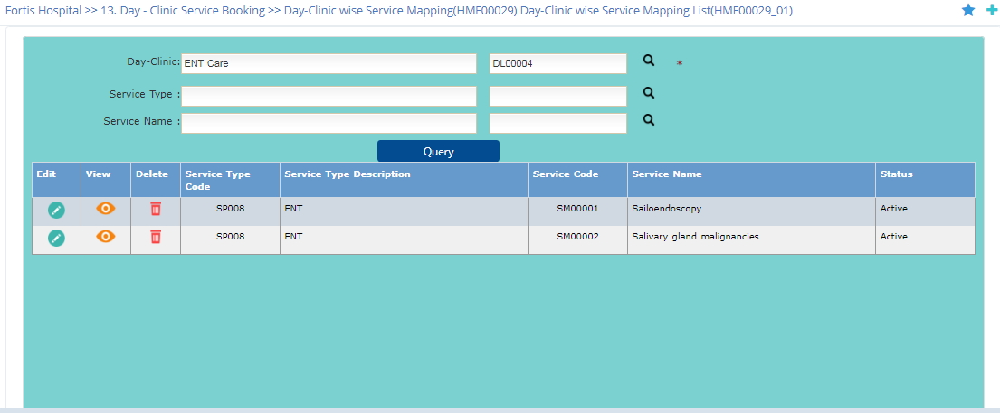 Fortis Hospital >> 13. Day - Clinic Service Booking >> Day-Clinic wise Service Mapping(HMF00029) Day-Clinic wise Service Mapping List(HMF00029_01)
Day-Clinic: ENT Care DL00004 *
Service Type :
Service Name :
Query
Edit View Delete Service Type Code Service Type Description Service Code Service Name Status
SP008 ENT SM00001 Sailoendoscopy Active
SP008 ENT SM00002 Salivary gland malignancies Active